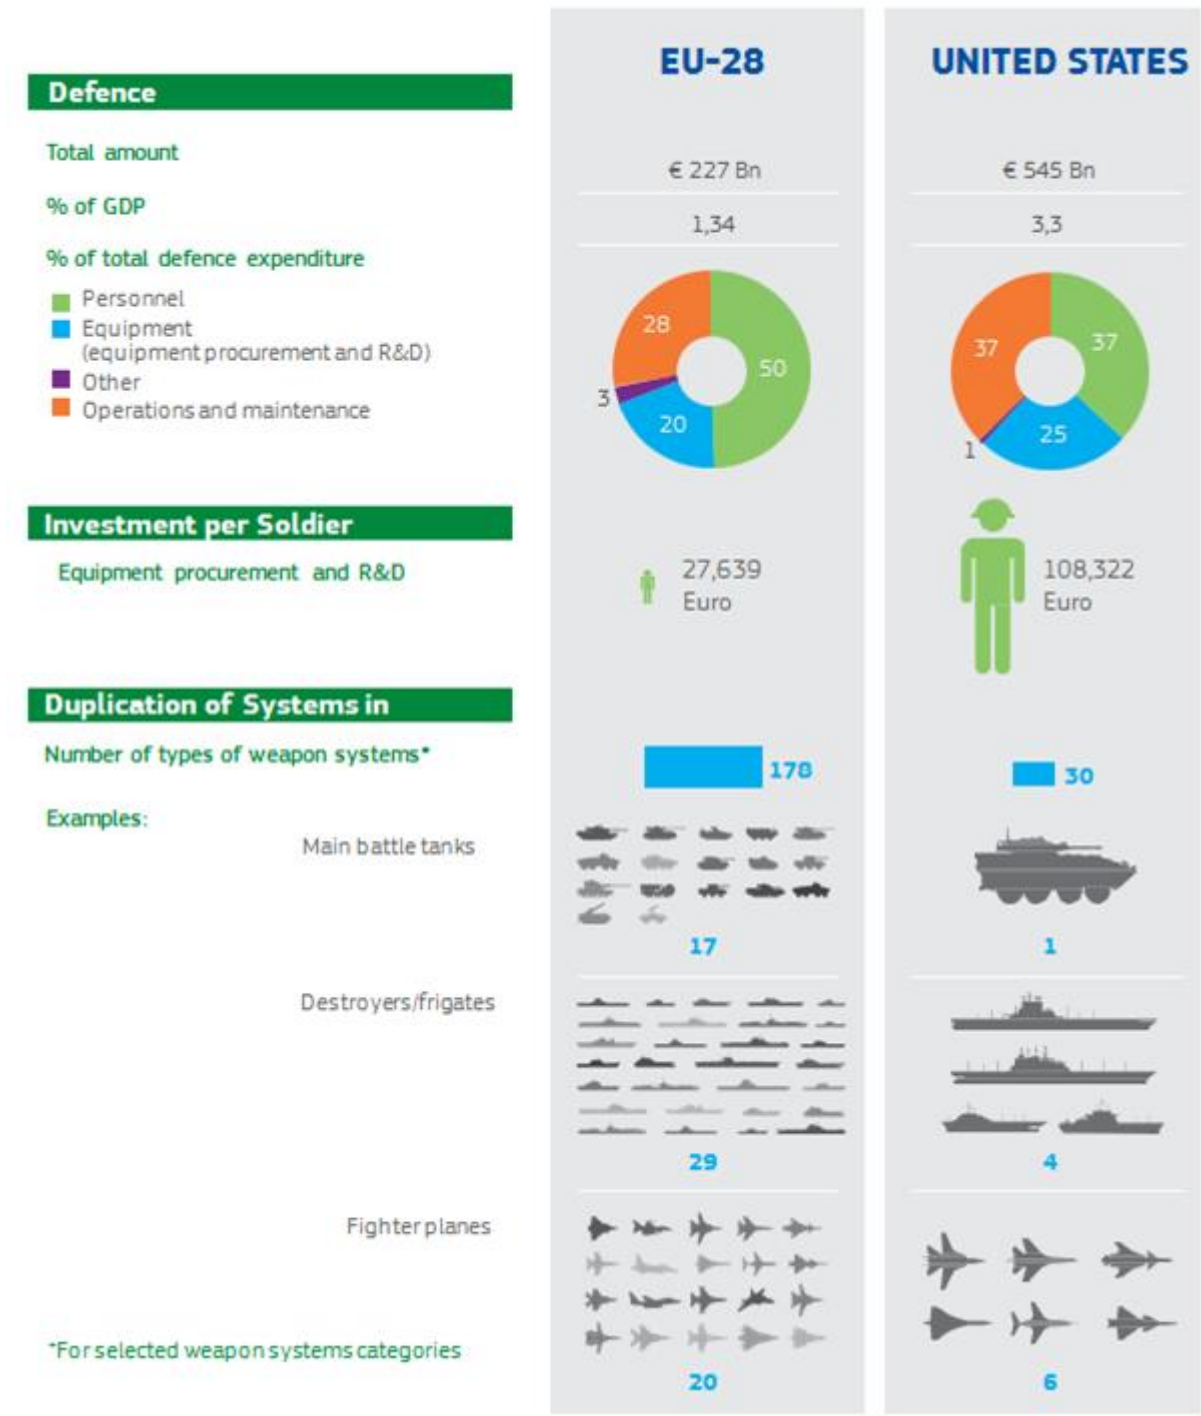 EU-28
UNITED STATES
Defence
Total amount
€ 227 Bn
€ 545 Bn
% of GDP
1,34
3,3
% of total defence expenditure
Personnel
Equipment
(equipment procurement and R&D)
Other
Operations and maintenance
28
50
3
20
37
37
1
25
Investment per Soldier
Equipment procurement and R&D
27,639
Euro
108,322
Euro
Duplication of Systems in
Number of types of weapon systems*
178
30
Examples:
Main battle tanks
17
1
Destroyers/frigates
29
4
Fighter planes
20
6
*For selected weapon systems categories